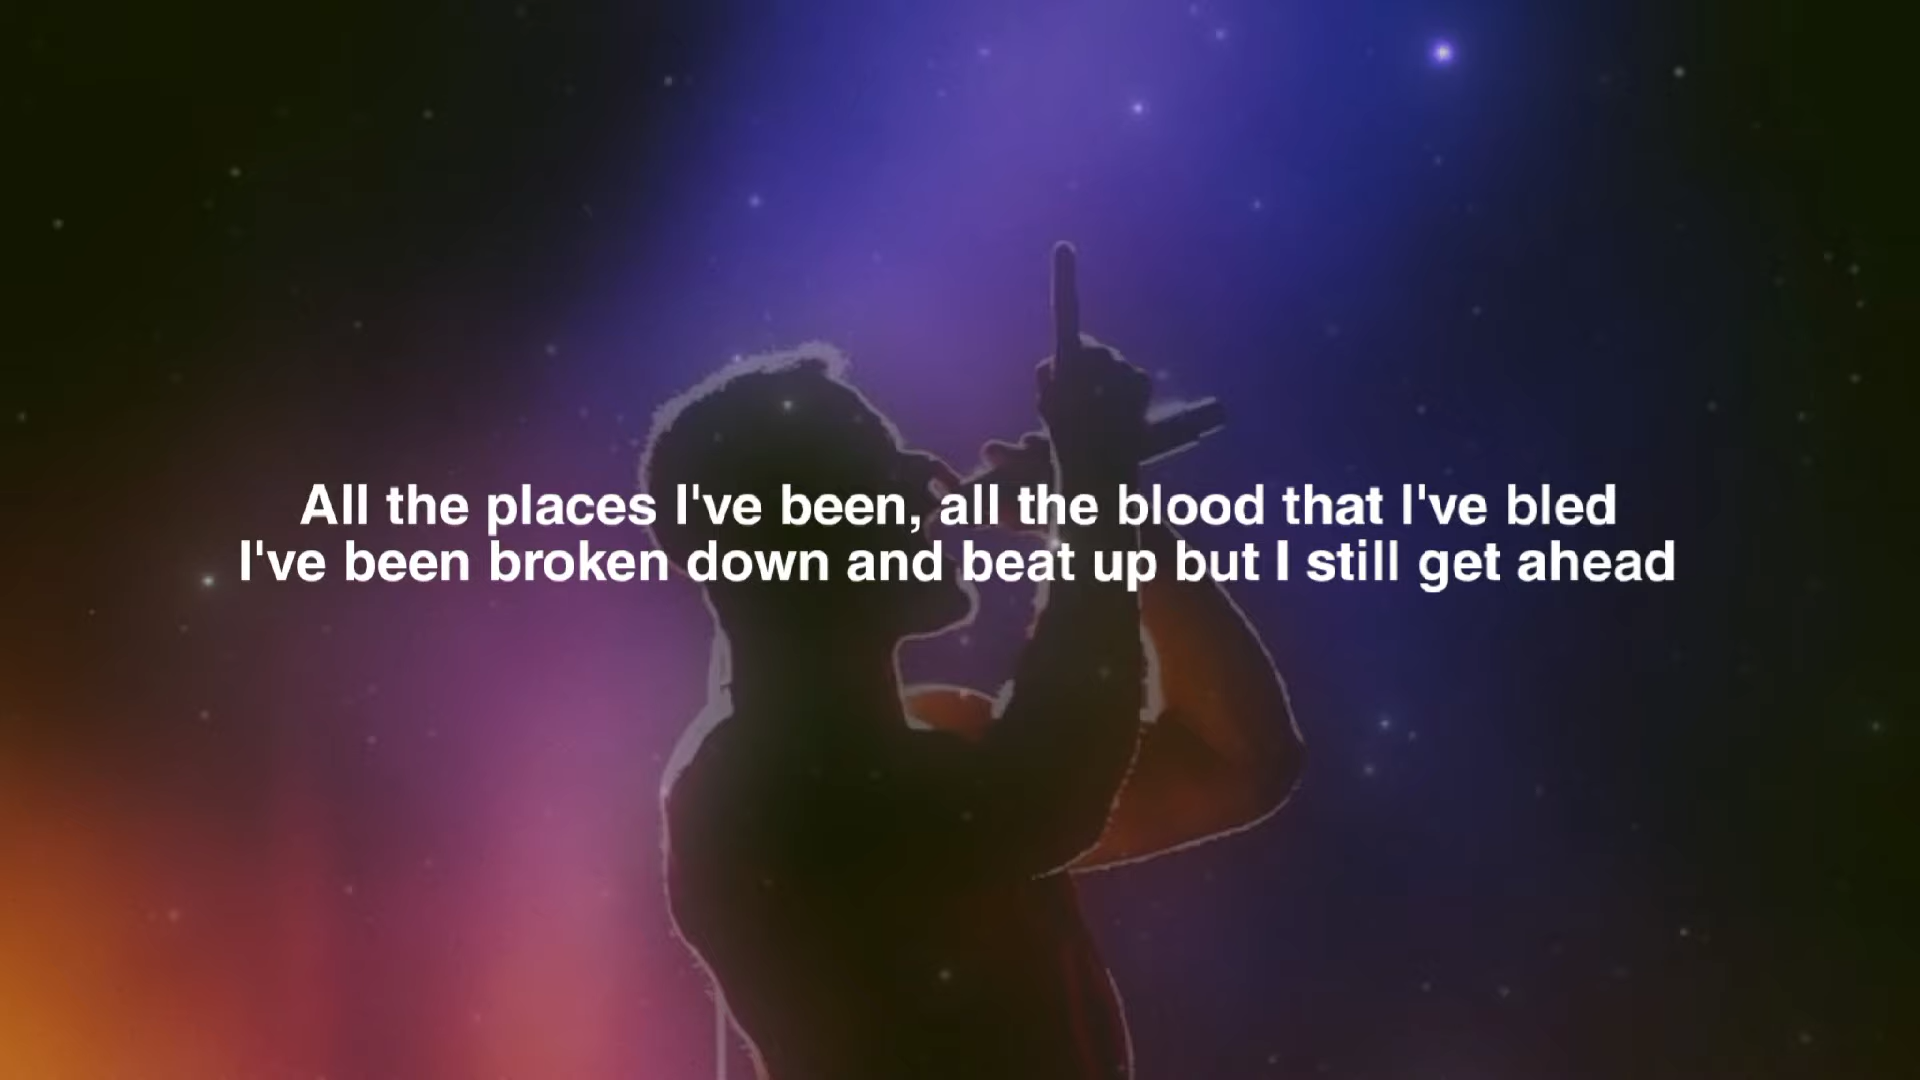 All the places I've been, all the blood that I've bled
I've been broken down and beat up but I still get ahead